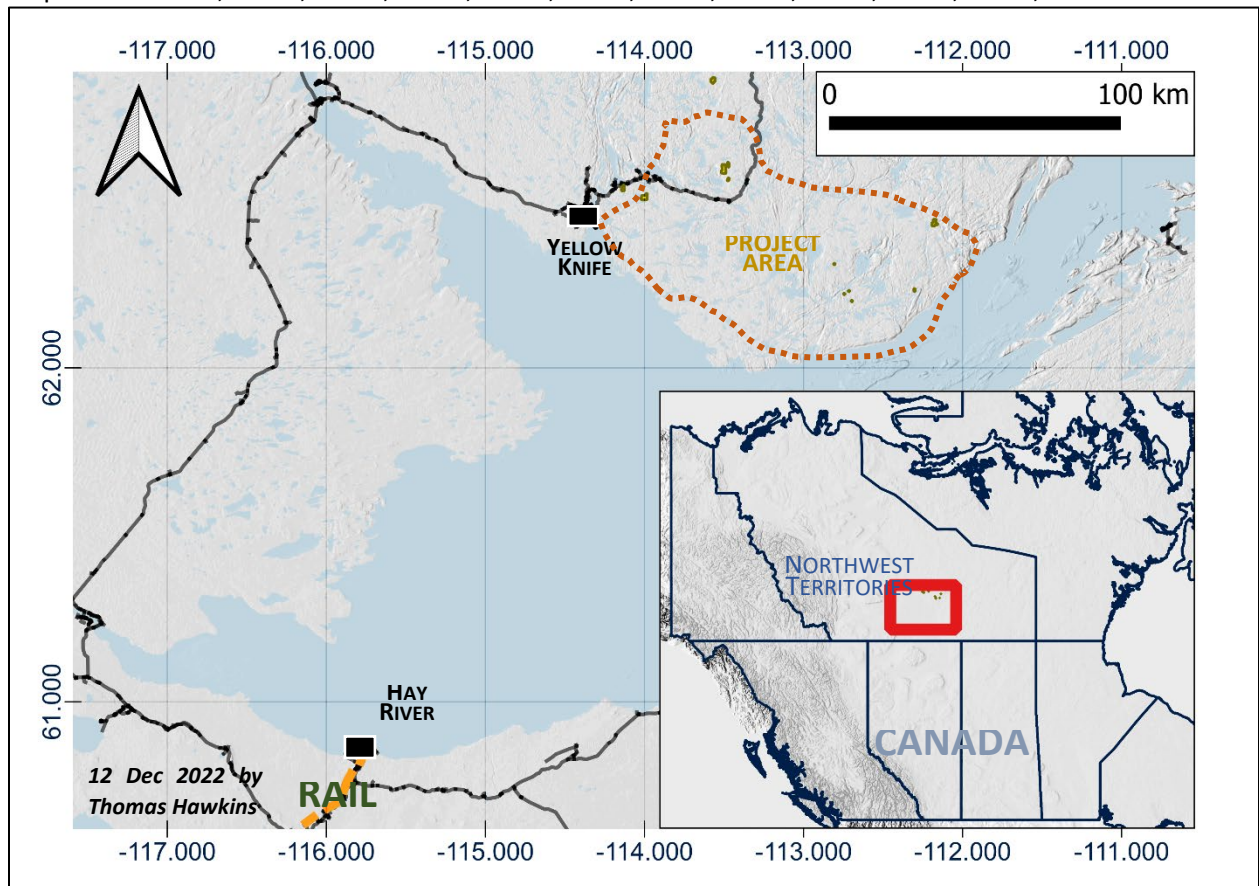 -117.000 -116.000 -115.000 -114.000 -113.000 -112.000 -111.000
0 100 km
YELLOW
KNIFE
PROJECT
AREA
62.000
NORTHWEST
TERRITORIES
61.000
HAY
RIVER
CANADA
12 Dec 2022 by
Thomas Hawkins
RAIL
-117.000 -116.000 -115.000 -114.000 -113.000 -112.000 -111.000